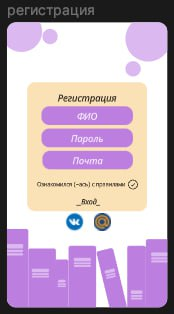 регистрация
Регистрация
ФИО
Пароль
Почта
Ознакомился (-ась) с правилами
_Вход_